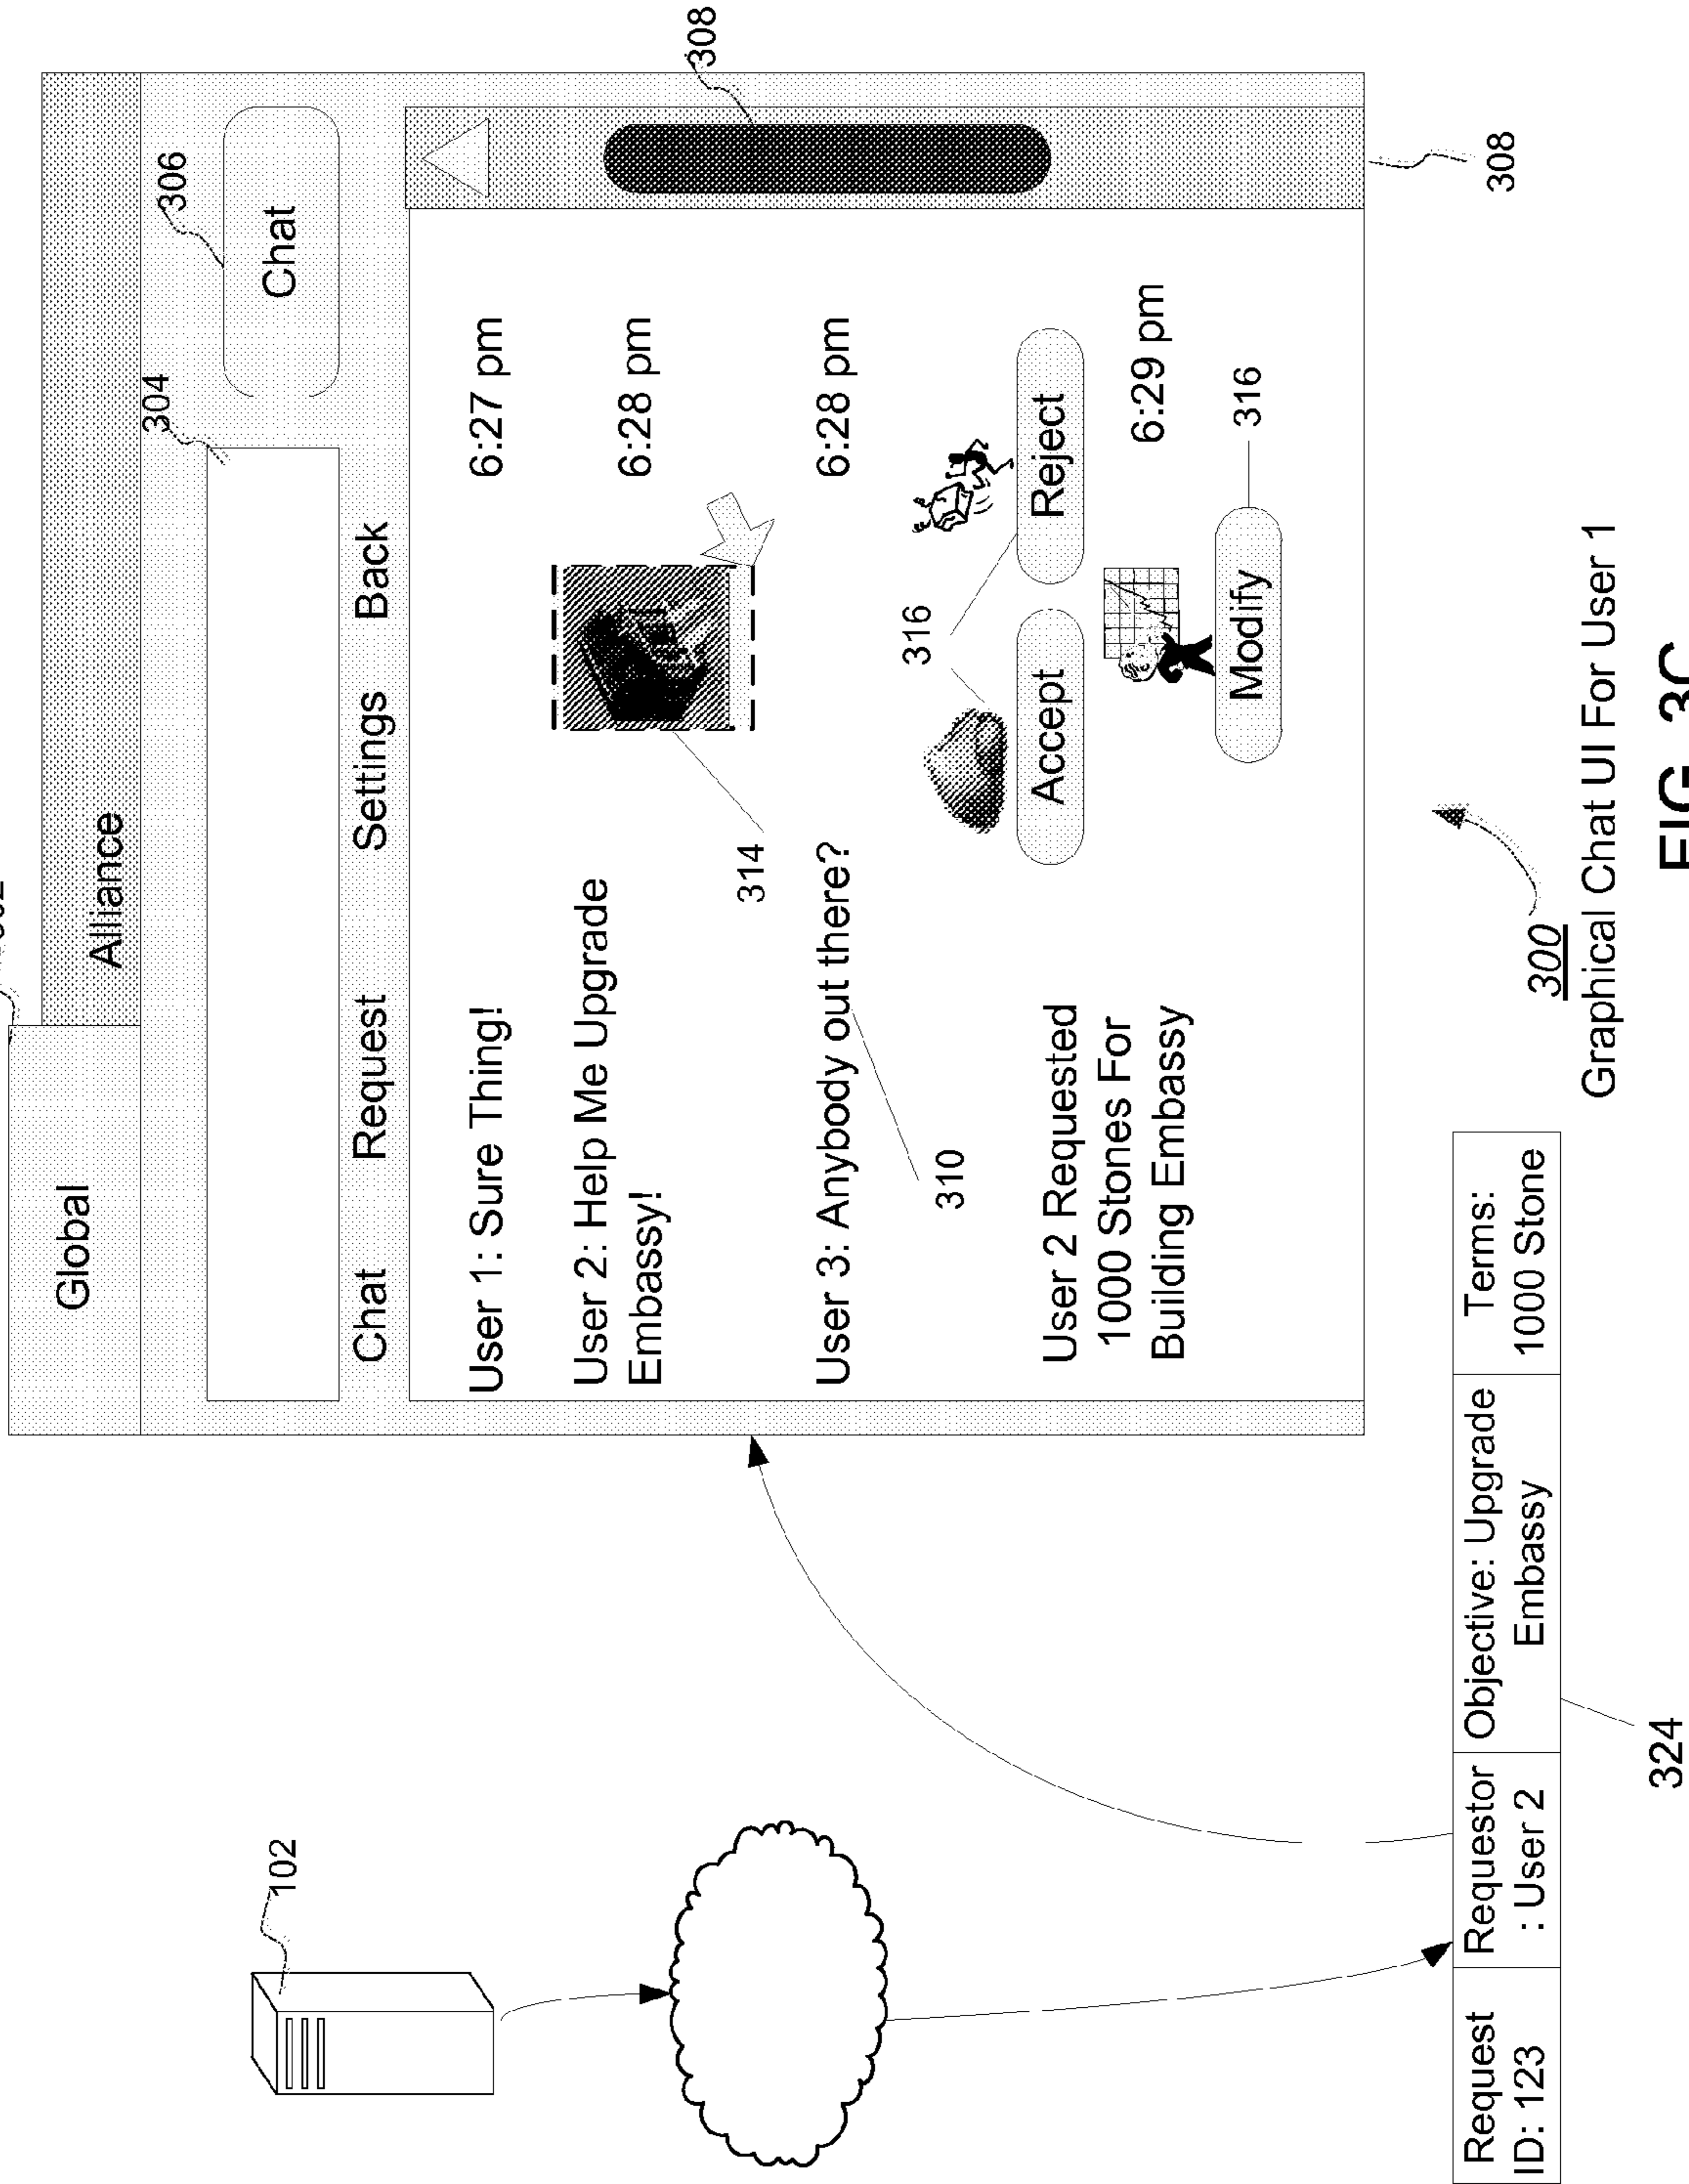 Global
Alliance
304
306
Chat
308
Chat Request Settings Back
User 1: Sure Thing!
6:27 pm
User 2: Help Me Upgrade
Embassy!
6:28 pm
314
User 3: Anybody out there?
6:28 pm
310
316
User 2 Requested
1000 Stones For
Building Embassy
Accept
Reject
6:29 pm
Modify
316
308
102
Request
ID: 123
Requestor
: User 2
Objective: Upgrade
Embassy
Terms:
1000 Stone
324
300
Graphical Chat UI For User 1
FIG. 3C